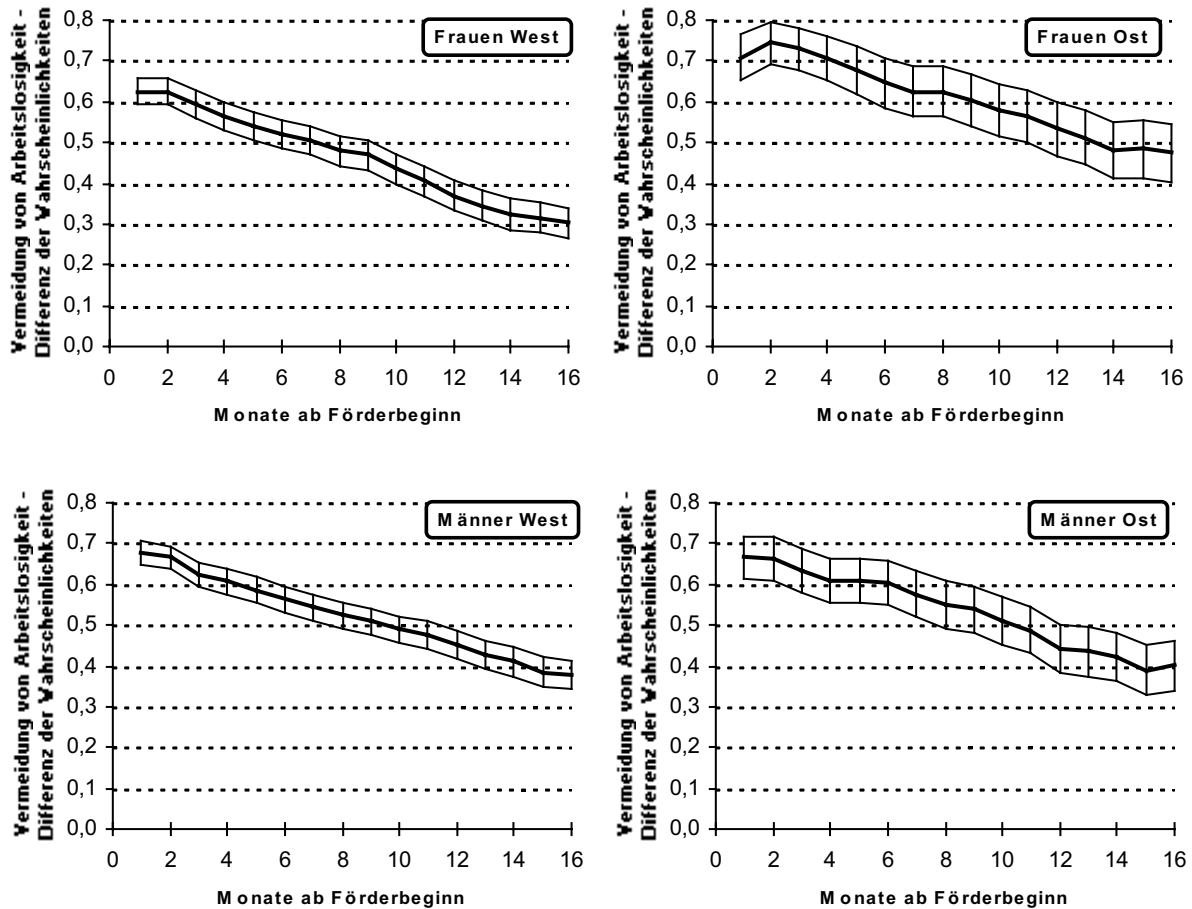 Frauen West
Vermeidung von Arbeitslosigkeit -
Differenz der Wahrscheinlichkeiten
0,8
0,7
0,6
0,5
0,4
0,3
0,2
0,1
0,0
0 2 4 6 8 10 12 14 16
Monate ab Förderbeginn
Frauen Ost
Vermeidung von Arbeitslosigkeit -
Differenz der Wahrscheinlichkeiten
0,8
0,7
0,6
0,5
0,4
0,3
0,2
0,1
0,0
0 2 4 6 8 10 12 14 16
Monate ab Förderbeginn
Männer West
Vermeidung von Arbeitslosigkeit -
Differenz der Wahrscheinlichkeiten
0,8
0,7
0,6
0,5
0,4
0,3
0,2
0,1
0,0
0 2 4 6 8 10 12 14 16
Monate ab Förderbeginn
Männer Ost
Vermeidung von Arbeitslosigkeit -
Differenz der Wahrscheinlichkeiten
0,8
0,7
0,6
0,5
0,4
0,3
0,2
0,1
0,0
0 2 4 6 8 10 12 14 16
Monate ab Förderbeginn